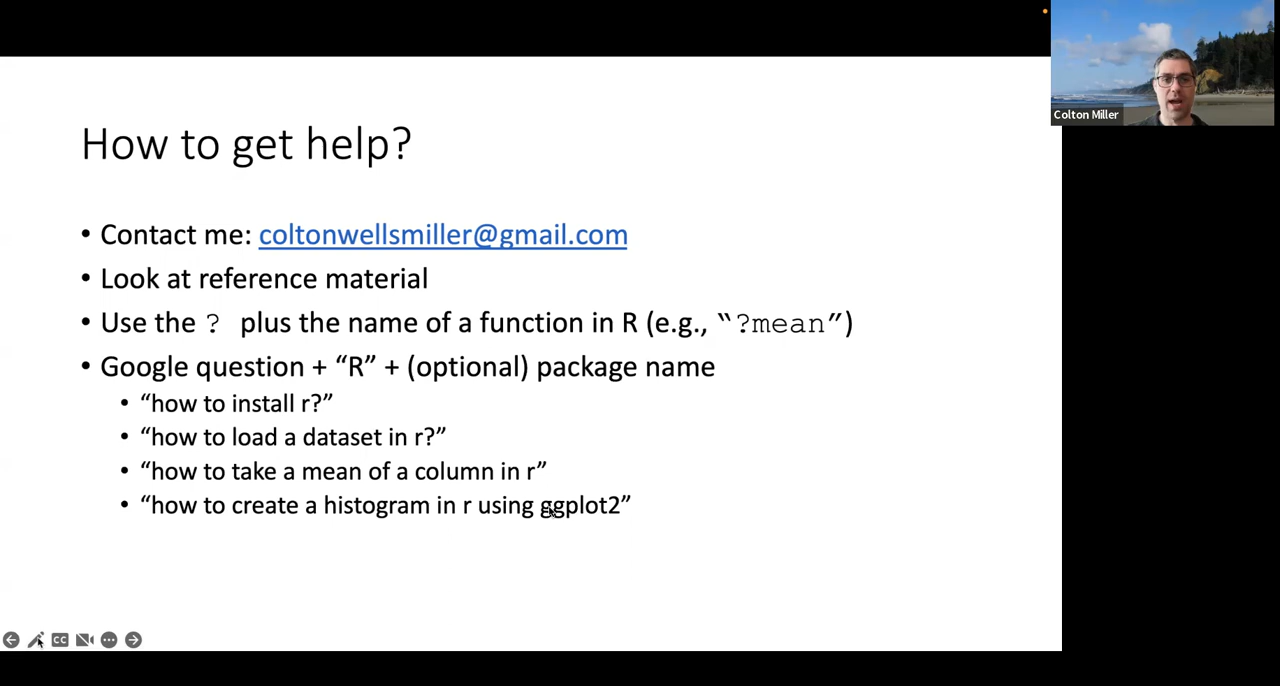 Colton Miller
How to get help?
• Contact me: coltonwellsmiller@gmail.com
• Look at reference material
• Use the ? plus the name of a function in R (e.g., “?mean”)
• Google question + “R” + (optional) package name
• “how to install r?”
• “how to load a dataset in r?”
• “how to take a mean of a column in r”
• “how to create a histogram in r using ggplot2”
CC